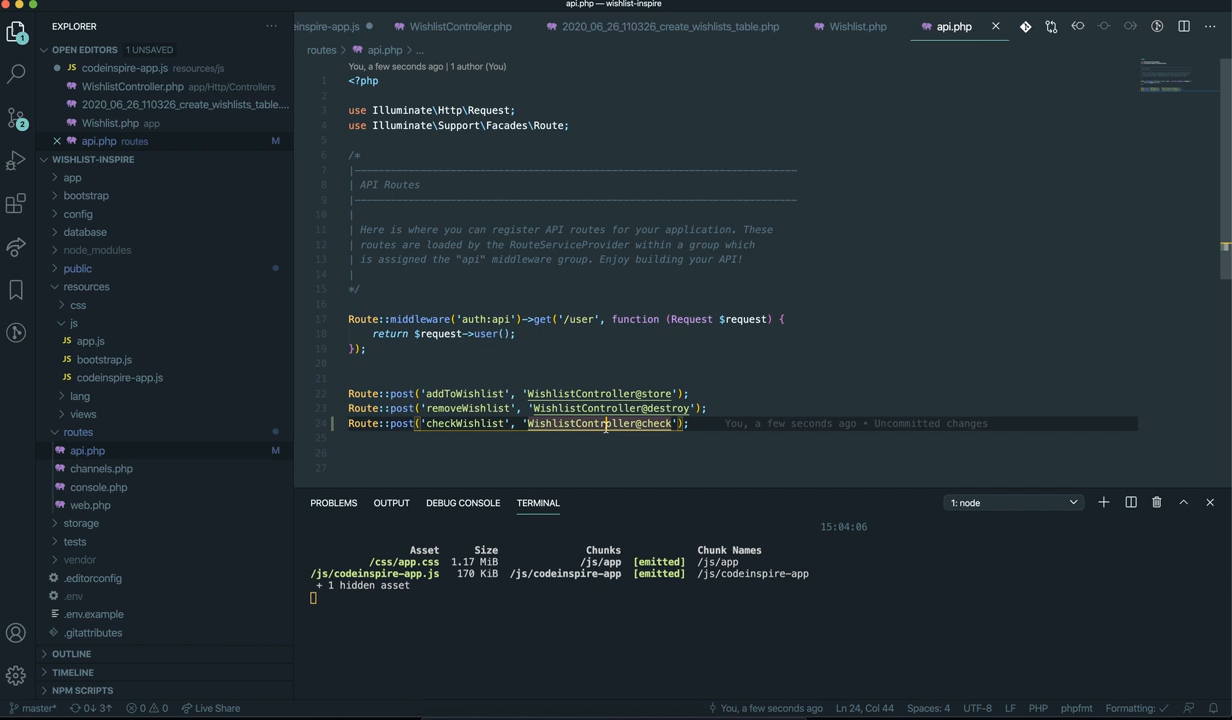 api.php — wishlist-inspire
EXPLORER
OPEN EDITORS 1 UNSAVED
codeinspire-app.js resources/js
WishlistController.php app/Http/Controllers
2020_06_26_110326_create_wishlists_table....
Wishlist.php app
api.php routes M
WISHLIST-INSPIRE
app
bootstrap
config
database
node_modules
public
resources
css
js
app.js
bootstrap.js
codeinspire-app.js
lang
views
routes
api.php M
channels.php
console.php
web.php
storage
tests
vendor
.editorconfig
.env
.env.example
.gitattributes
OUTLINE
TIMELINE
NPM SCRIPTS
1
2
einspire-app.js WishlistController.php 2020_06_26_110326_create_wishlists_table.php Wishlist.php api.php
routes > api.php > ...
You, a few seconds ago | 1 author (You)
1 <?php
2
3 use Illuminate\Http\Request;
4 use Illuminate\Support\Facades\Route;
5
6 /*
7 |--------------------------------------------------------------------------
8 | API Routes
9 |--------------------------------------------------------------------------
10 |
11 | Here is where you can register API routes for your application. These
12 | routes are loaded by the RouteServiceProvider within a group which
13 | is assigned the "api" middleware group. Enjoy building your API!
14 |
15 */
16
17 Route::middleware('auth:api')->get('/user', function (Request $request) {
18 return $request->user();
19 });
20
21
22 Route::post('addToWishlist', 'WishlistController@store');
23 Route::post('removeWishlist', 'WishlistController@destroy');
24 Route::post('checkWishlist', 'WishlistController@check'); You, a few seconds ago • Uncommitted changes
25
26
27
PROBLEMS OUTPUT DEBUG CONSOLE TERMINAL 1: node
15:04:06
Asset Size Chunks Chunk Names
/css/app.css 1.17 MiB /js/app [emitted] /js/app
/js/codeinspire-app.js 170 KiB /js/codeinspire-app [emitted] /js/codeinspire-app
+ 1 hidden asset
master* 0↓ 3↑ 0 0 Live Share You, a few seconds ago Ln 24, Col 44 Spaces: 4 UTF-8 LF PHP phpfmt Formatting: ✓